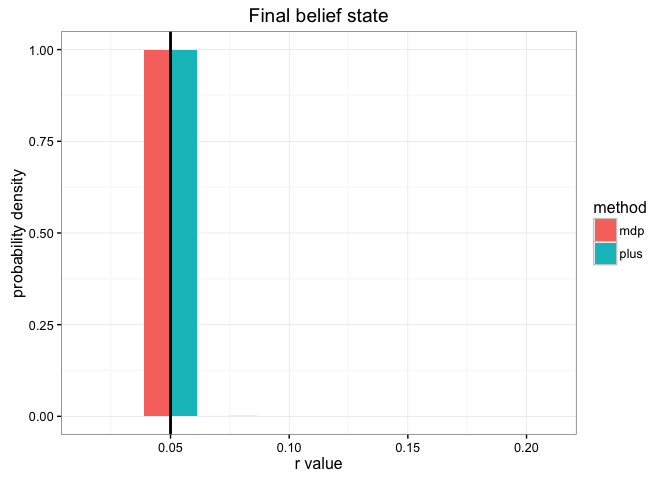 Final belief state
probability density
1.00
0.75
0.50
0.25
0.00
0.05
0.10
0.15
0.20
r value
method
mdp
plus